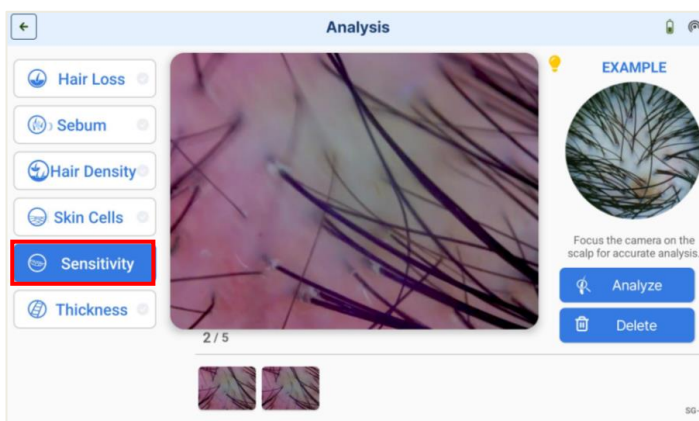 Analysis
Hair Loss
Sebum
Hair Density
Skin Cells
Sensitivity
Thickness
2 / 5
EXAMPLE
Focus the camera on the
scalp for accurate analysis.
Analyze
Delete
SG-